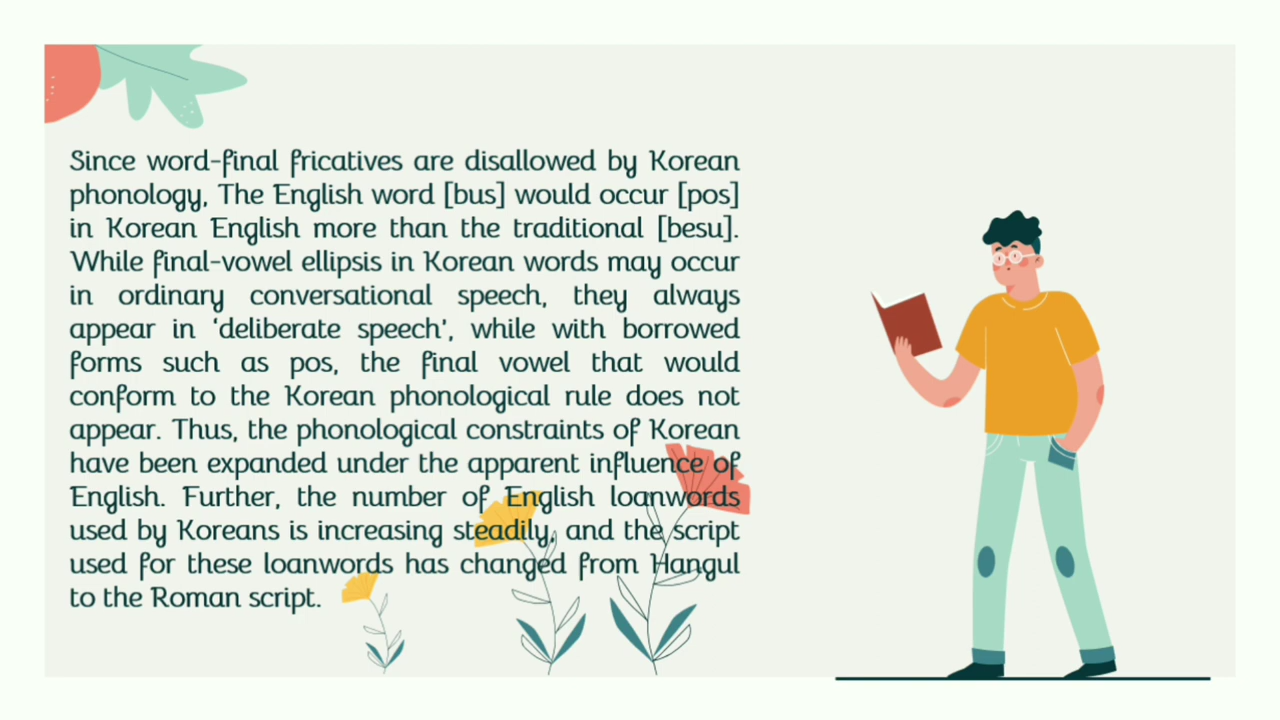 Since word-final fricatives are disallowed by Korean
phonology, The English word [bus] would occur [pos]
in Korean English more than the traditional [besu].
While final-vowel ellipsis in Korean words may occur
in ordinary conversational speech, they always
appear in ‘deliberate speech’, while with borrowed
forms such as pos, the final vowel that would
conform to the Korean phonological rule does not
appear. Thus, the phonological constraints of Korean
have been expanded under the apparent influence of
English. Further, the number of English loanwords
used by Koreans is increasing steadily, and the script
used for these loanwords has changed from Hangul
to the Roman script.